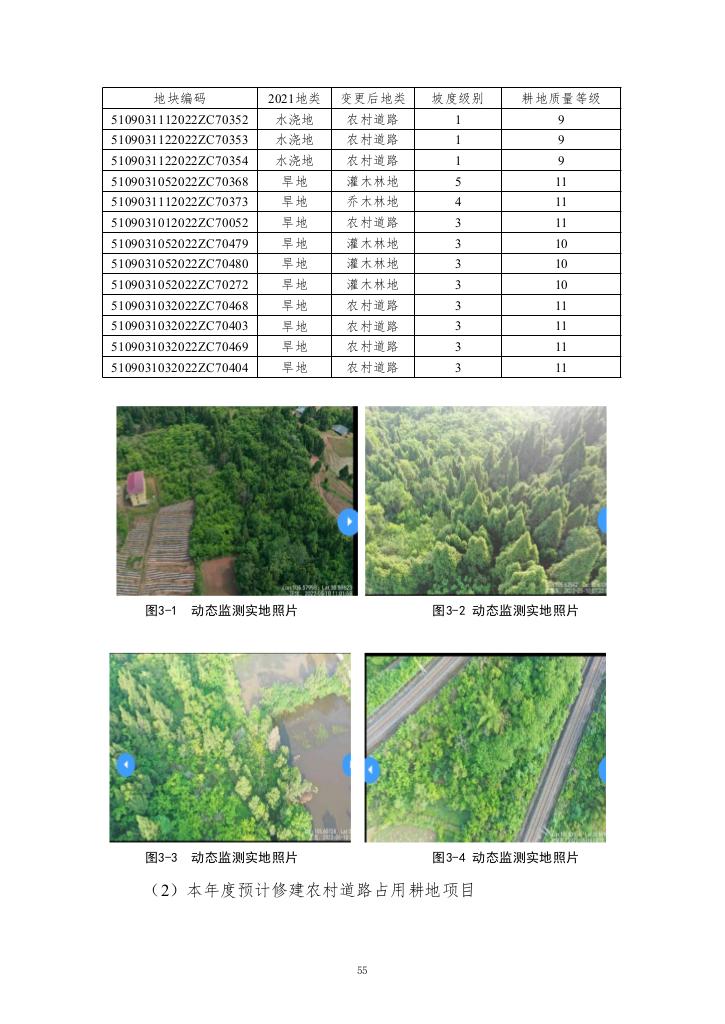 地块编码 2021地类 变更后地类 坡度级别 耕地质量等级
5109031112022ZC70352 水浇地 农村道路 1 9
5109031122022ZC70353 水浇地 农村道路 1 9
5109031122022ZC70354 水浇地 农村道路 1 9
5109031052022ZC70368 旱地 灌木林地 5 11
5109031112022ZC70373 旱地 乔木林地 4 11
5109031012022ZC70052 旱地 农村道路 3 11
5109031052022ZC70479 旱地 灌木林地 3 10
5109031052022ZC70480 旱地 灌木林地 3 10
5109031052022ZC70272 旱地 灌木林地 3 10
5109031032022ZC70468 旱地 农村道路 3 11
5109031032022ZC70403 旱地 农村道路 3 11
5109031032022ZC70469 旱地 农村道路 3 11
5109031032022ZC70404 旱地 农村道路 3 11
图3-1 动态监测实地照片
图3-2 动态监测实地照片
图3-3 动态监测实地照片
图3-4 动态监测实地照片
（2）本年度预计修建农村道路占用耕地项目
55